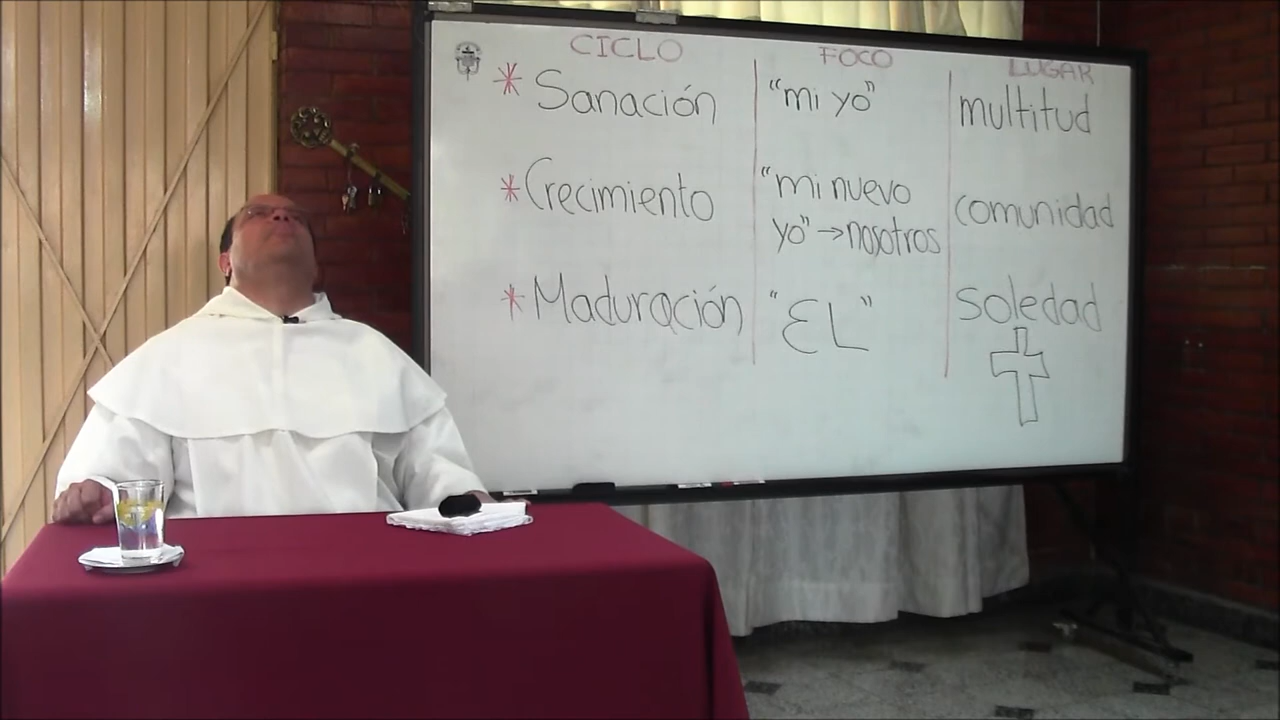 CICLO FOCO LUGAR
* Sanación "mi yo" multitud
* Crecimiento "mi nuevo comunidad
yo" → nosotros
* Maduración "EL" soledad